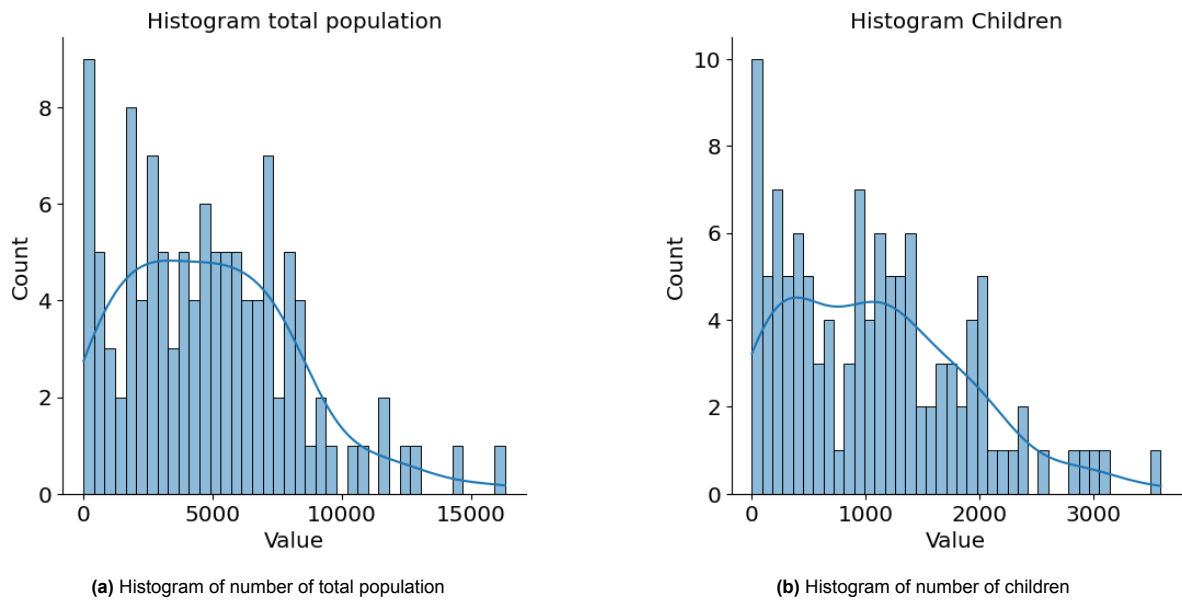 Histogram total population
Count
8
6
4
2
0
0 5000 10000 15000
Value
(a) Histogram of number of total population
Histogram Children
Count
10
8
6
4
2
0
0 1000 2000 3000
Value
(b) Histogram of number of children